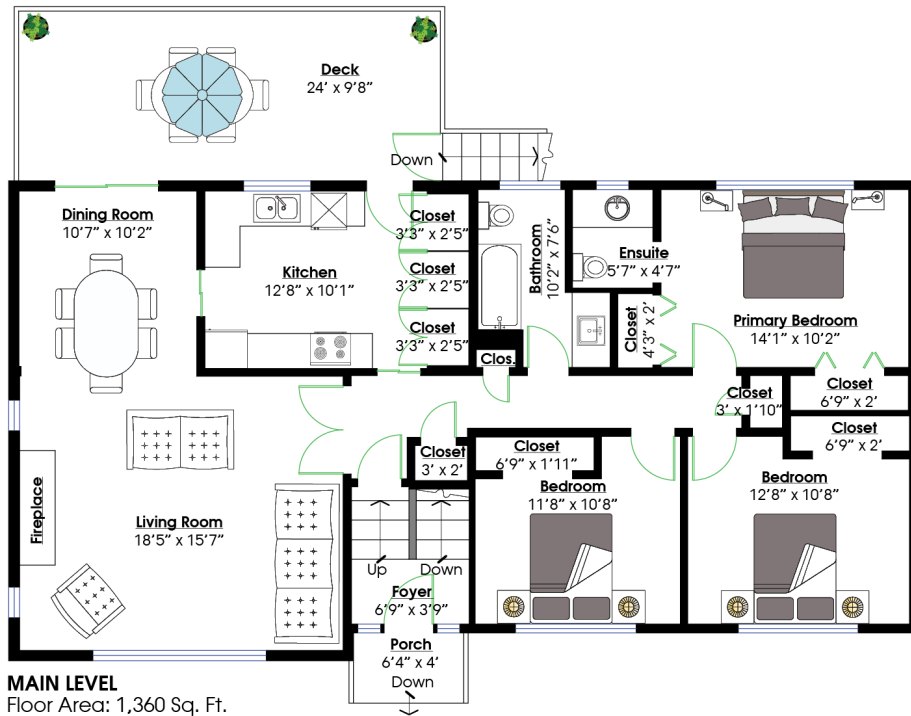 Deck
24' x 9'8"
Down
Dining Room
10'7" x 10'2"
Closet
3'3" x 2'5"
Kitchen
12'8" x 10'1"
Closet
3'3" x 2'5"
Closet
3'3" x 2'5"
Bathroom
10'2" x 7'6"
Ensuite
5'7" x 4'7"
Closet
4'3" x 2'
Primary Bedroom
14'1" x 10'2"
Clos.
Closet
3' x 1'10"
Closet
6'9" x 2'
Closet
6'9" x 2'
Closet
3' x 2'
Closet
6'9" x 1'11"
Bedroom
11'8" x 10'8"
Bedroom
12'8" x 10'8"
Fireplace
Living Room
18'5" x 15'7"
Up
Down
Foyer
6'9" x 3'9"
Porch
6'4" x 4'
Down
MAIN LEVEL
Floor Area: 1,360 Sq. Ft.